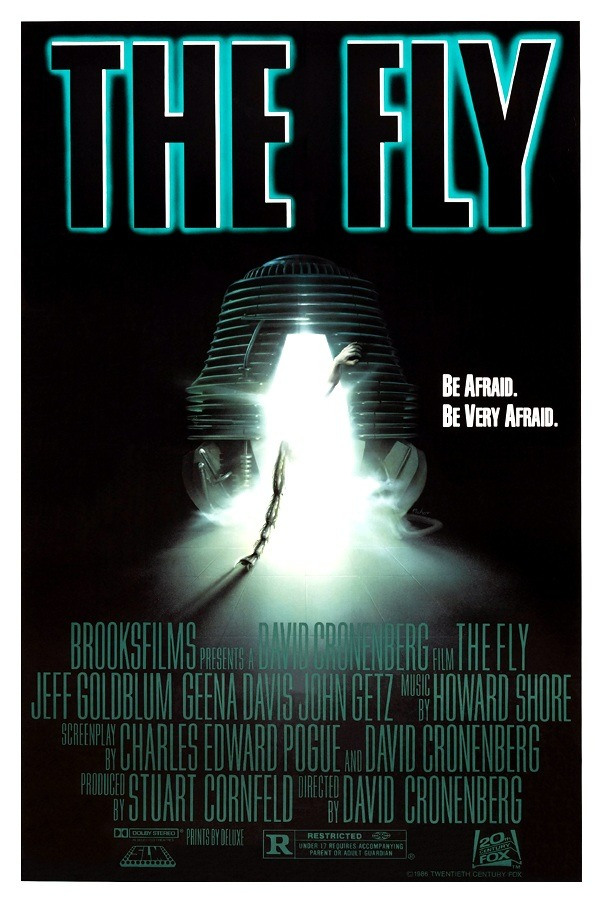 THE FLY
BE AFRAID.
BE VERY AFRAID.
BROOKSFILMS PRESENTS A DAVID CRONENBERG FILM THE FLY
JEFF GOLDBLUM GEENA DAVIS JOHN GETZ MUSIC BY HOWARD SHORE
SCREENPLAY BY CHARLES EDWARD POGUE AND DAVID CRONENBERG
PRODUCED BY STUART CORNFELD DIRECTED BY DAVID CRONENBERG
DOLBY STEREO PRINTS BY DELUXE
R RESTRICTED
UNDER 17 REQUIRES ACCOMPANYING
PARENT OR ADULT GUARDIAN
20TH
CENTURY
FOX
©1986 TWENTIETH CENTURY FOX